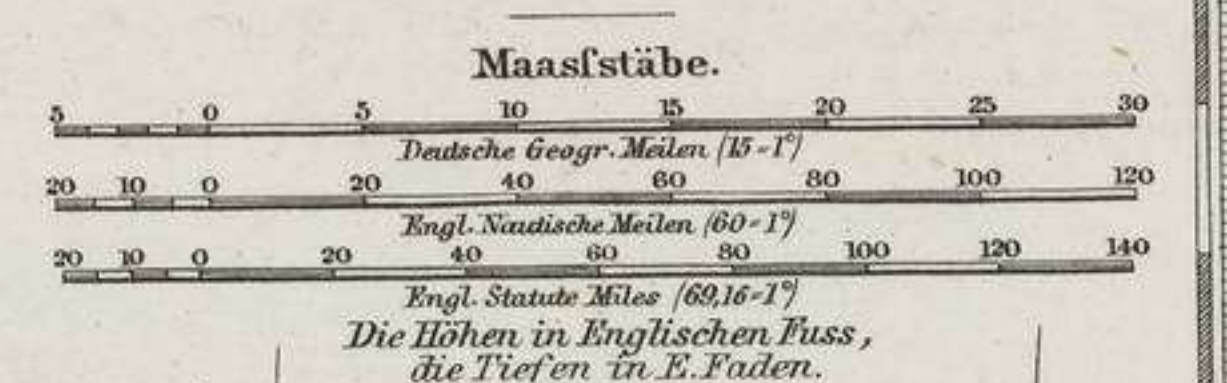 Maasſstäbe.
5 0 5 10 15 20 25 30
Deutsche Geogr. Meilen (15=1°)
20 10 0 20 40 60 80 100 120
Engl. Nautische Meilen (60=1°)
20 10 0 20 40 60 80 100 120 140
Engl. Statute Miles (69,16=1°)
Die Höhen in Englischen Fuss,
die Tiefen in E. Faden.